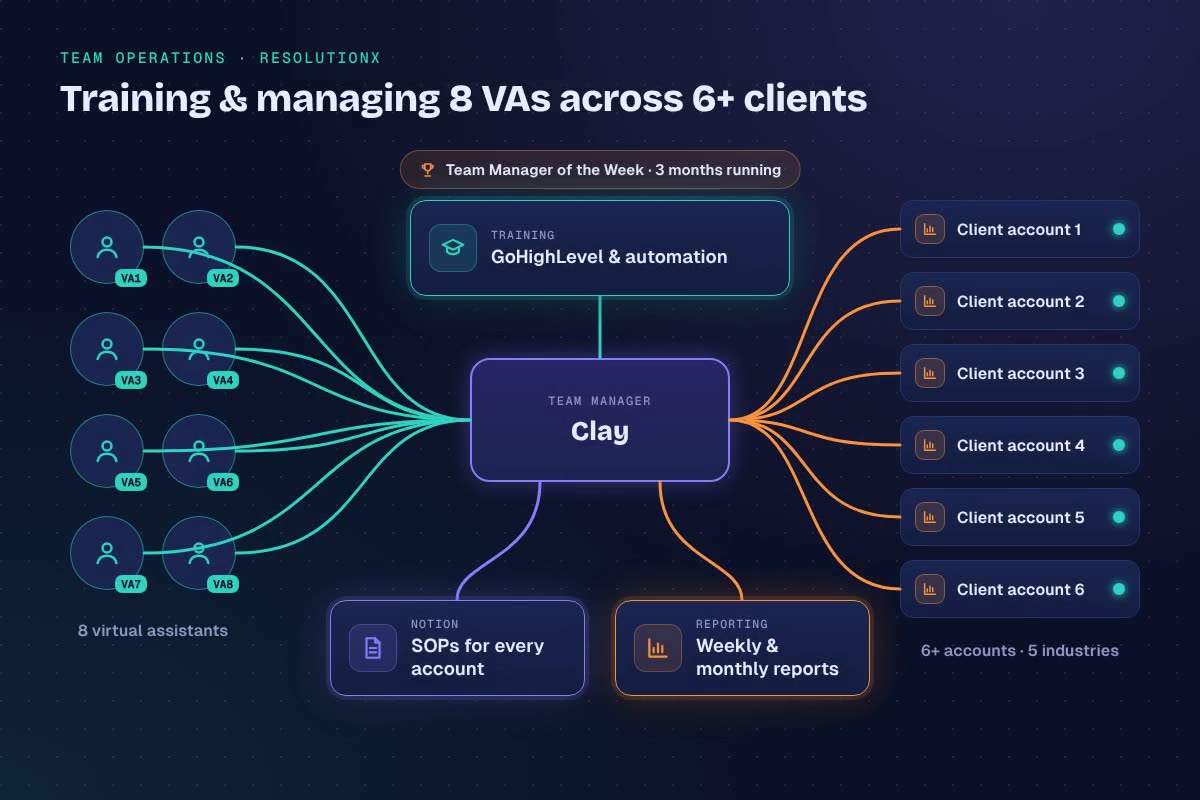 TEAM OPERATIONS · RESOLUTIONX
Training & managing 8 VAs across 6+ clients
Team Manager of the Week · 3 months running
TRAINING
GoHighLevel & automation
VA1
VA2
VA3
VA4
VA5
VA6
VA7
VA8
8 virtual assistants
TEAM MANAGER
Clay
Client account 1
Client account 2
Client account 3
Client account 4
Client account 5
Client account 6
6+ accounts · 5 industries
NOTION
SOPs for every
account
REPORTING
Weekly &
monthly reports